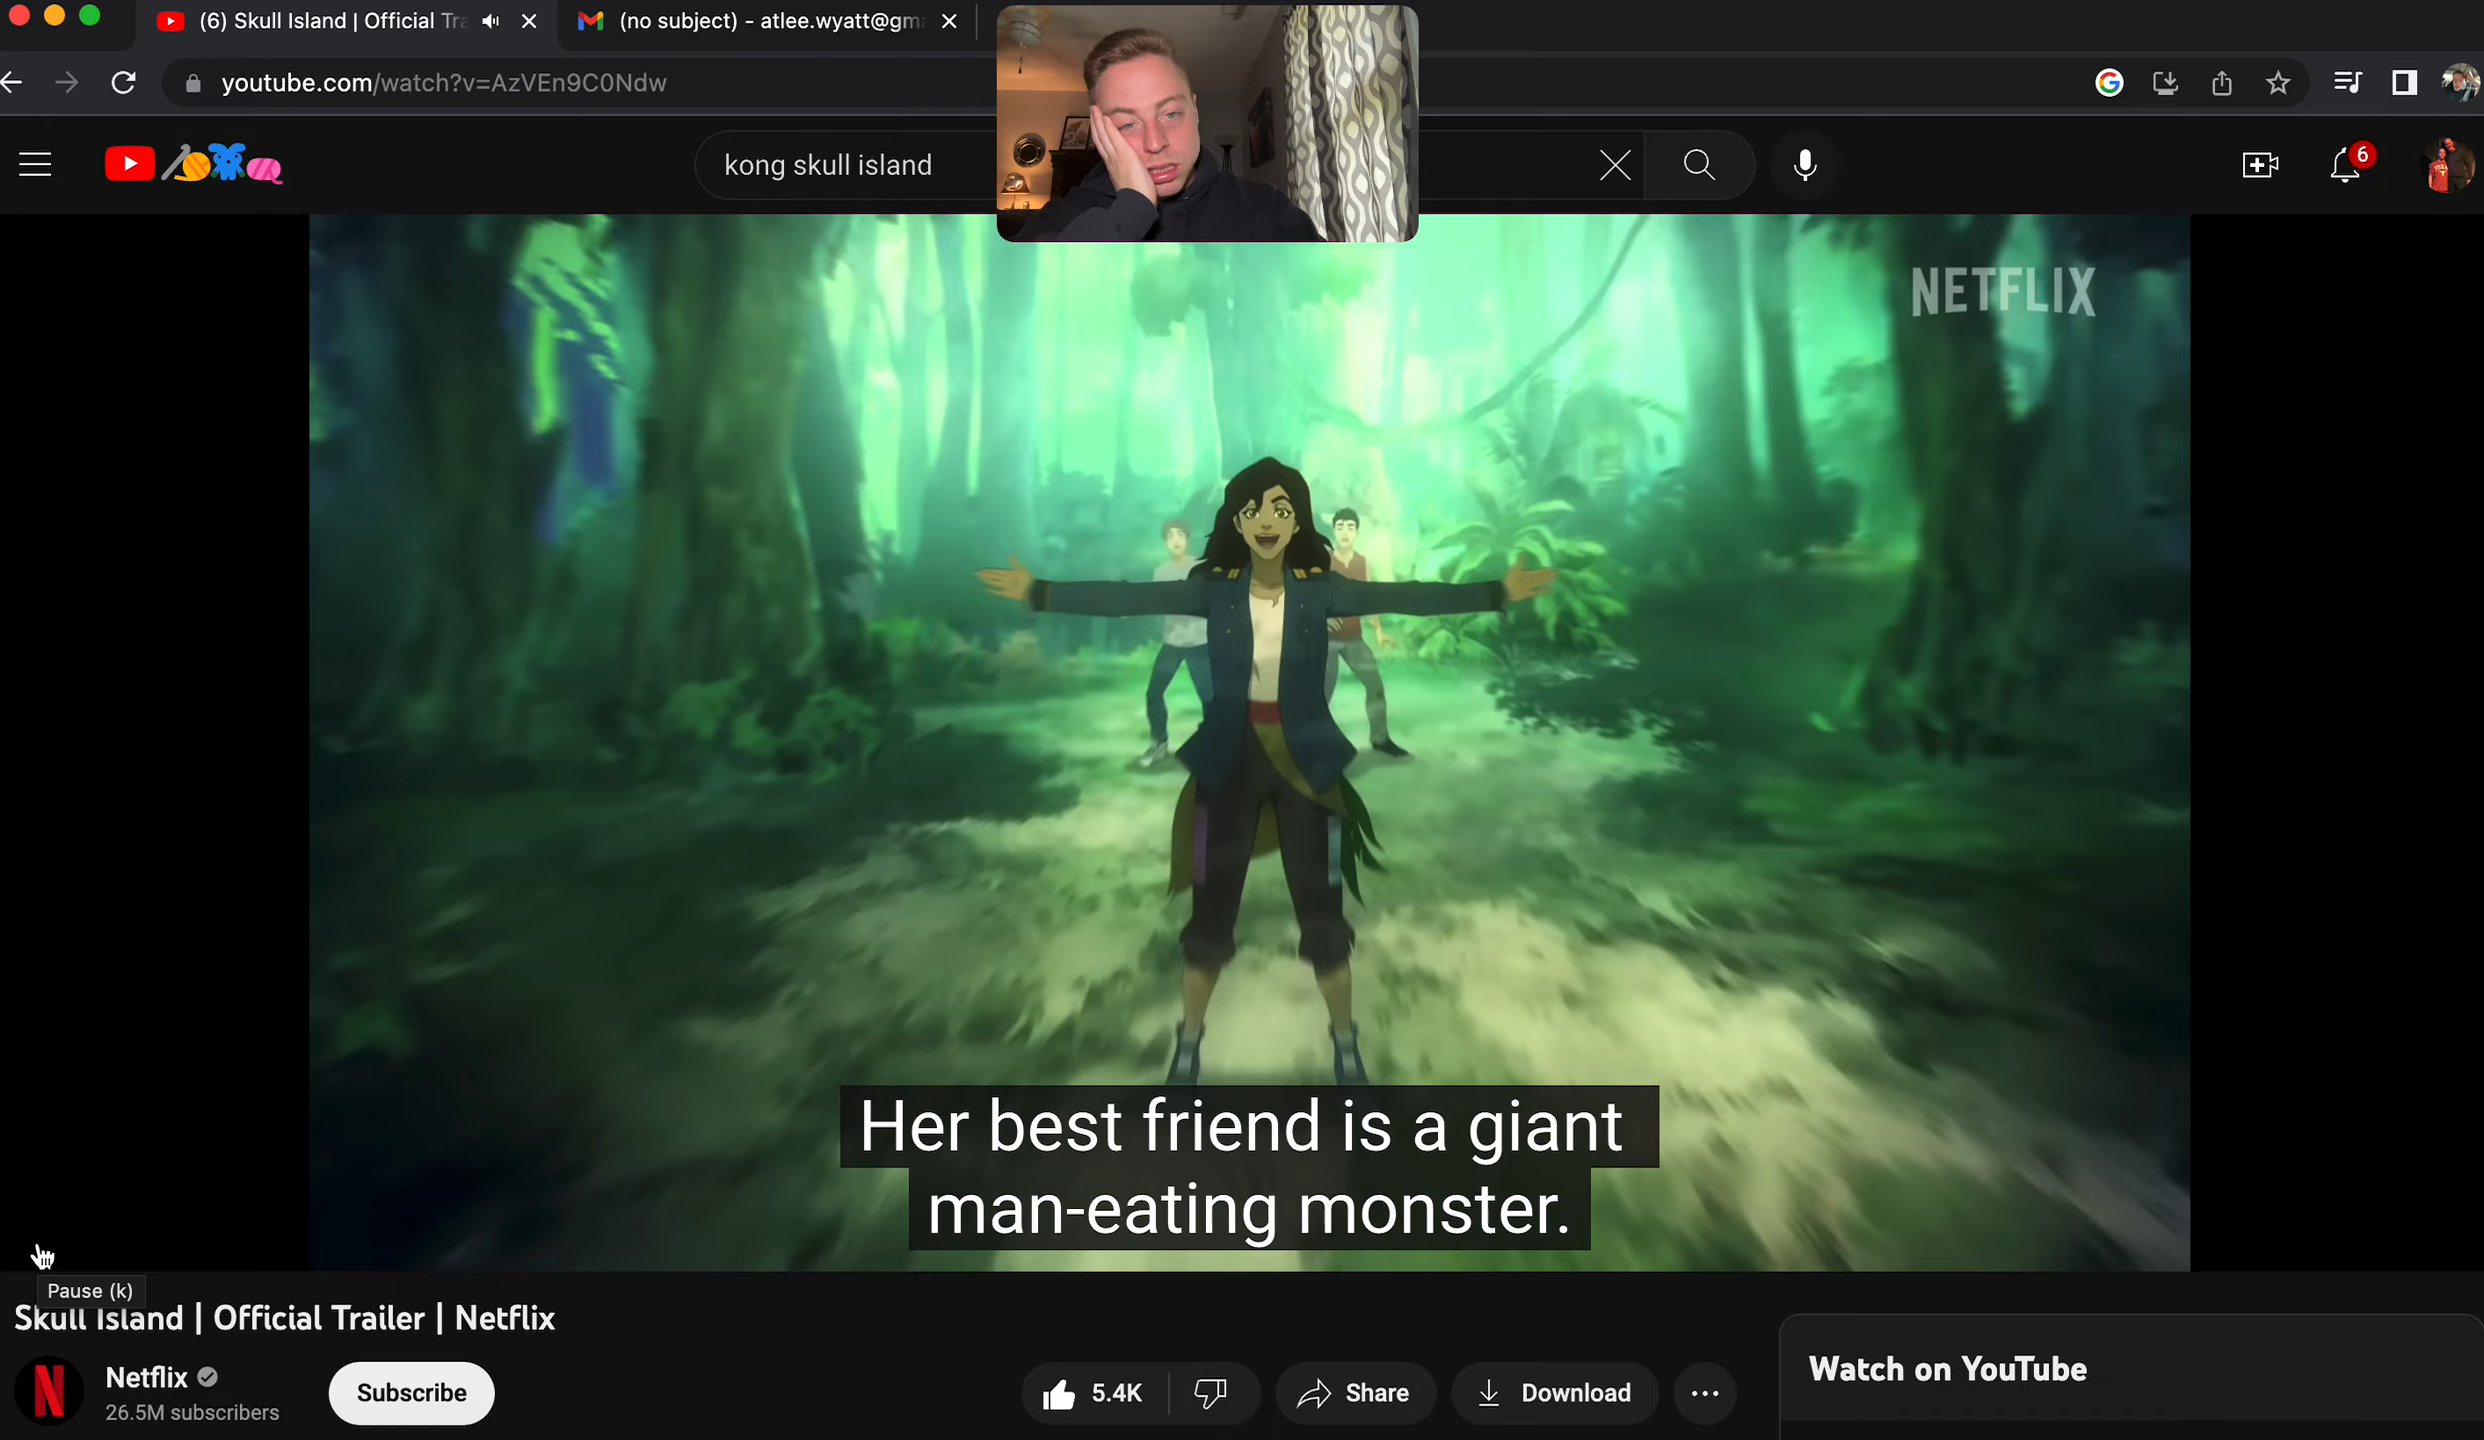 (6) Skull Island | Official Tra
(no subject) - atlee.wyatt@gma
youtube.com/watch?v=AzVEn9C0Ndw
kong skull island
6
NETFLIX
Her best friend is a giant
man-eating monster.
Pause (k)
Skull Island | Official Trailer | Netflix
Netflix
26.5M subscribers
Subscribe
5.4K
Share
Download
Watch on YouTube